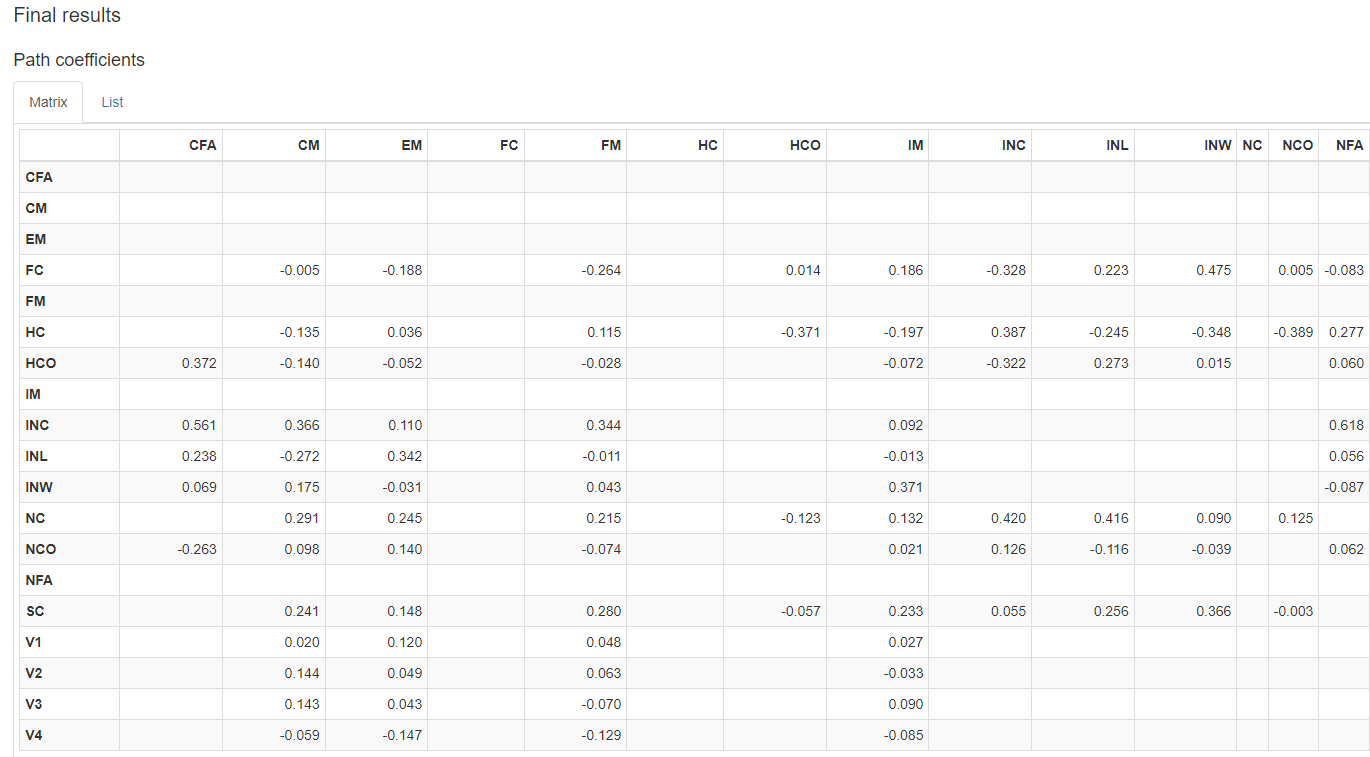 Final results
Path coefficients
Matrix List
CFA CM EM FC FM HC HCO IM INC INL INW NC NCO NFA
CFA
CM
EM
FC -0.005 -0.188 -0.264 0.014 0.186 -0.328 0.223 0.475 0.005 -0.083
FM
HC -0.135 0.036 0.115 -0.371 -0.197 0.387 -0.245 -0.348 -0.389 0.277
HCO 0.372 -0.140 -0.052 -0.028 -0.072 -0.322 0.273 0.015 0.060
IM
INC 0.561 0.366 0.110 0.344 0.092 0.618
INL 0.238 -0.272 0.342 -0.011 -0.013 0.056
INW 0.069 0.175 -0.031 0.043 0.371 -0.087
NC 0.291 0.245 0.215 -0.123 0.132 0.420 0.416 0.090 0.125
NCO -0.263 0.098 0.140 -0.074 0.021 0.126 -0.116 -0.039 0.062
NFA
SC 0.241 0.148 0.280 -0.057 0.233 0.055 0.256 0.366 -0.003
V1 0.020 0.120 0.048 0.027
V2 0.144 0.049 0.063 -0.033
V3 0.143 0.043 -0.070 0.090
V4 -0.059 -0.147 -0.129 -0.085